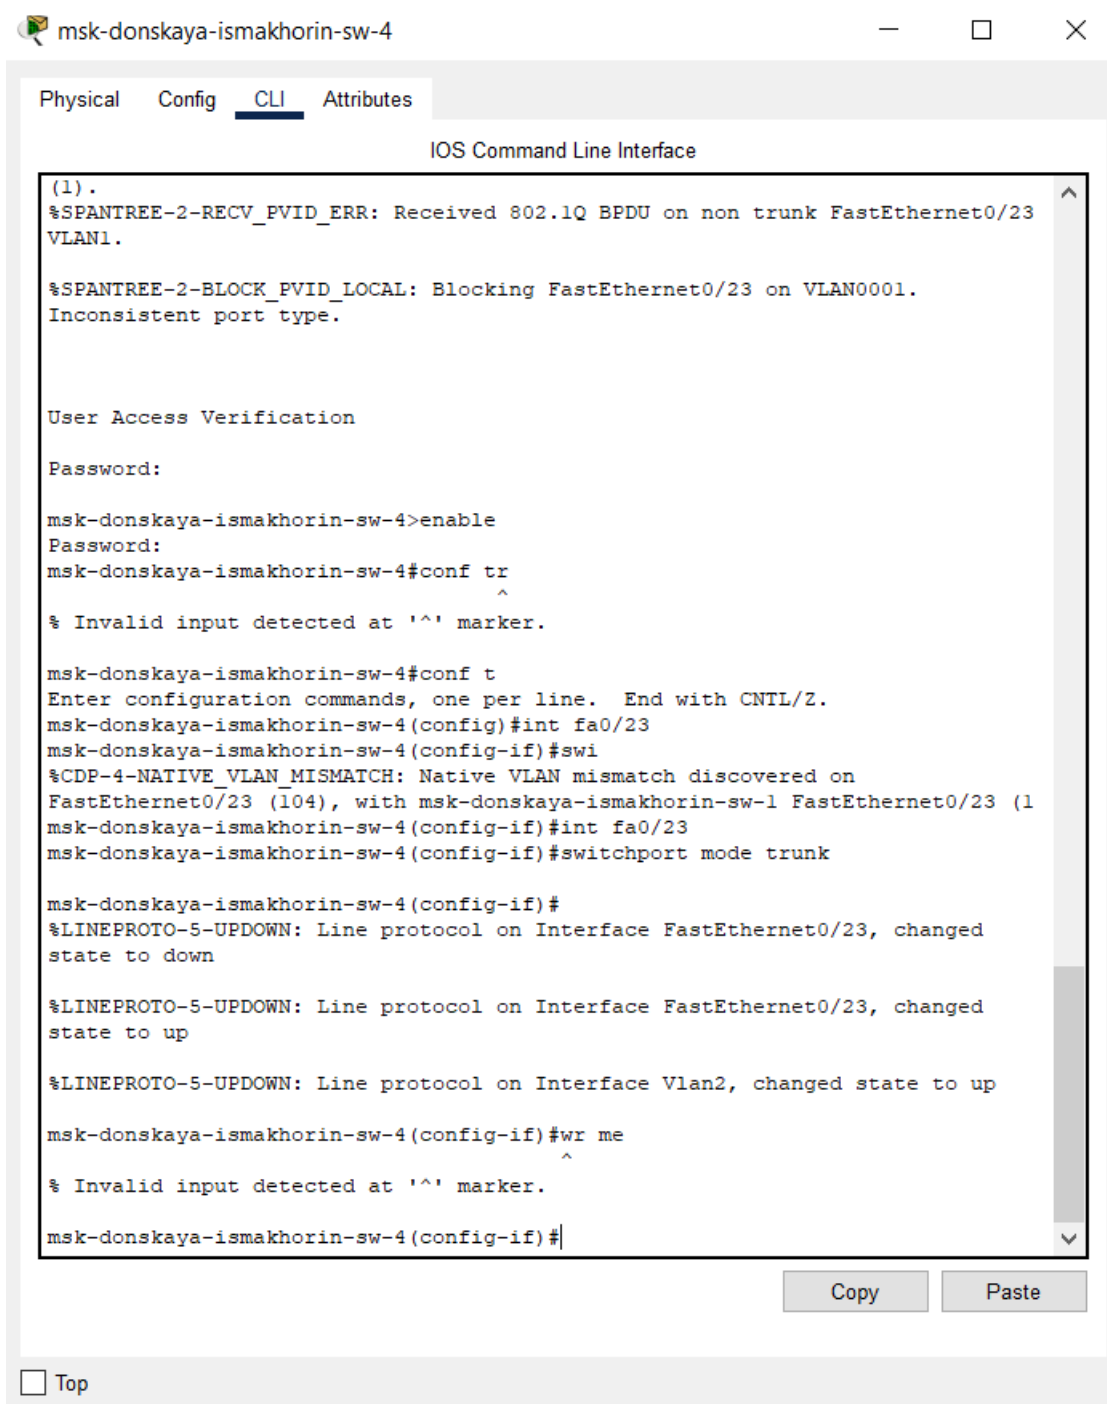 msk-donskaya-ismakhorin-sw-4
Physical Config CLI Attributes
IOS Command Line Interface
(1).
%SPANTREE-2-RECV_PVID_ERR: Received 802.1Q BPDU on non trunk FastEthernet0/23
VLAN1.
%SPANTREE-2-BLOCK_PVID_LOCAL: Blocking FastEthernet0/23 on VLAN0001.
Inconsistent port type.
User Access Verification
Password:
msk-donskaya-ismakhorin-sw-4>enable
Password:
msk-donskaya-ismakhorin-sw-4#conf tr
^
% Invalid input detected at '^' marker.
msk-donskaya-ismakhorin-sw-4#conf t
Enter configuration commands, one per line.  End with CNTL/Z.
msk-donskaya-ismakhorin-sw-4(config)#int fa0/23
msk-donskaya-ismakhorin-sw-4(config-if)#swi
%CDP-4-NATIVE_VLAN_MISMATCH: Native VLAN mismatch discovered on
FastEthernet0/23 (104), with msk-donskaya-ismakhorin-sw-1 FastEthernet0/23 (1
msk-donskaya-ismakhorin-sw-4(config-if)#int fa0/23
msk-donskaya-ismakhorin-sw-4(config-if)#switchport mode trunk
msk-donskaya-ismakhorin-sw-4(config-if)#
%LINEPROTO-5-UPDOWN: Line protocol on Interface FastEthernet0/23, changed
state to down
%LINEPROTO-5-UPDOWN: Line protocol on Interface FastEthernet0/23, changed
state to up
%LINEPROTO-5-UPDOWN: Line protocol on Interface Vlan2, changed state to up
msk-donskaya-ismakhorin-sw-4(config-if)#wr me
^
% Invalid input detected at '^' marker.
msk-donskaya-ismakhorin-sw-4(config-if)#
Copy Paste
Top